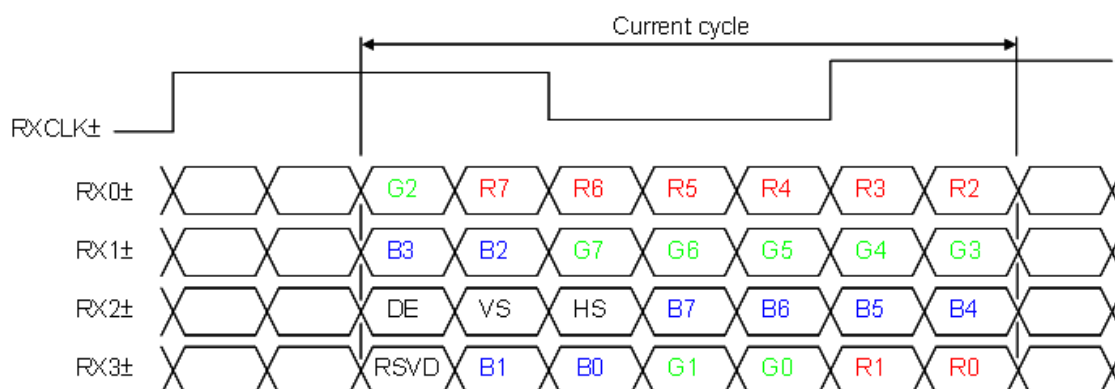 Current cycle
RXCLK±
RX0± G2 R7 R6 R5 R4 R3 R2
RX1± B3 B2 G7 G6 G5 G4 G3
RX2± DE VS HS B7 B6 B5 B4
RX3± RSVD B1 B0 G1 G0 R1 R0